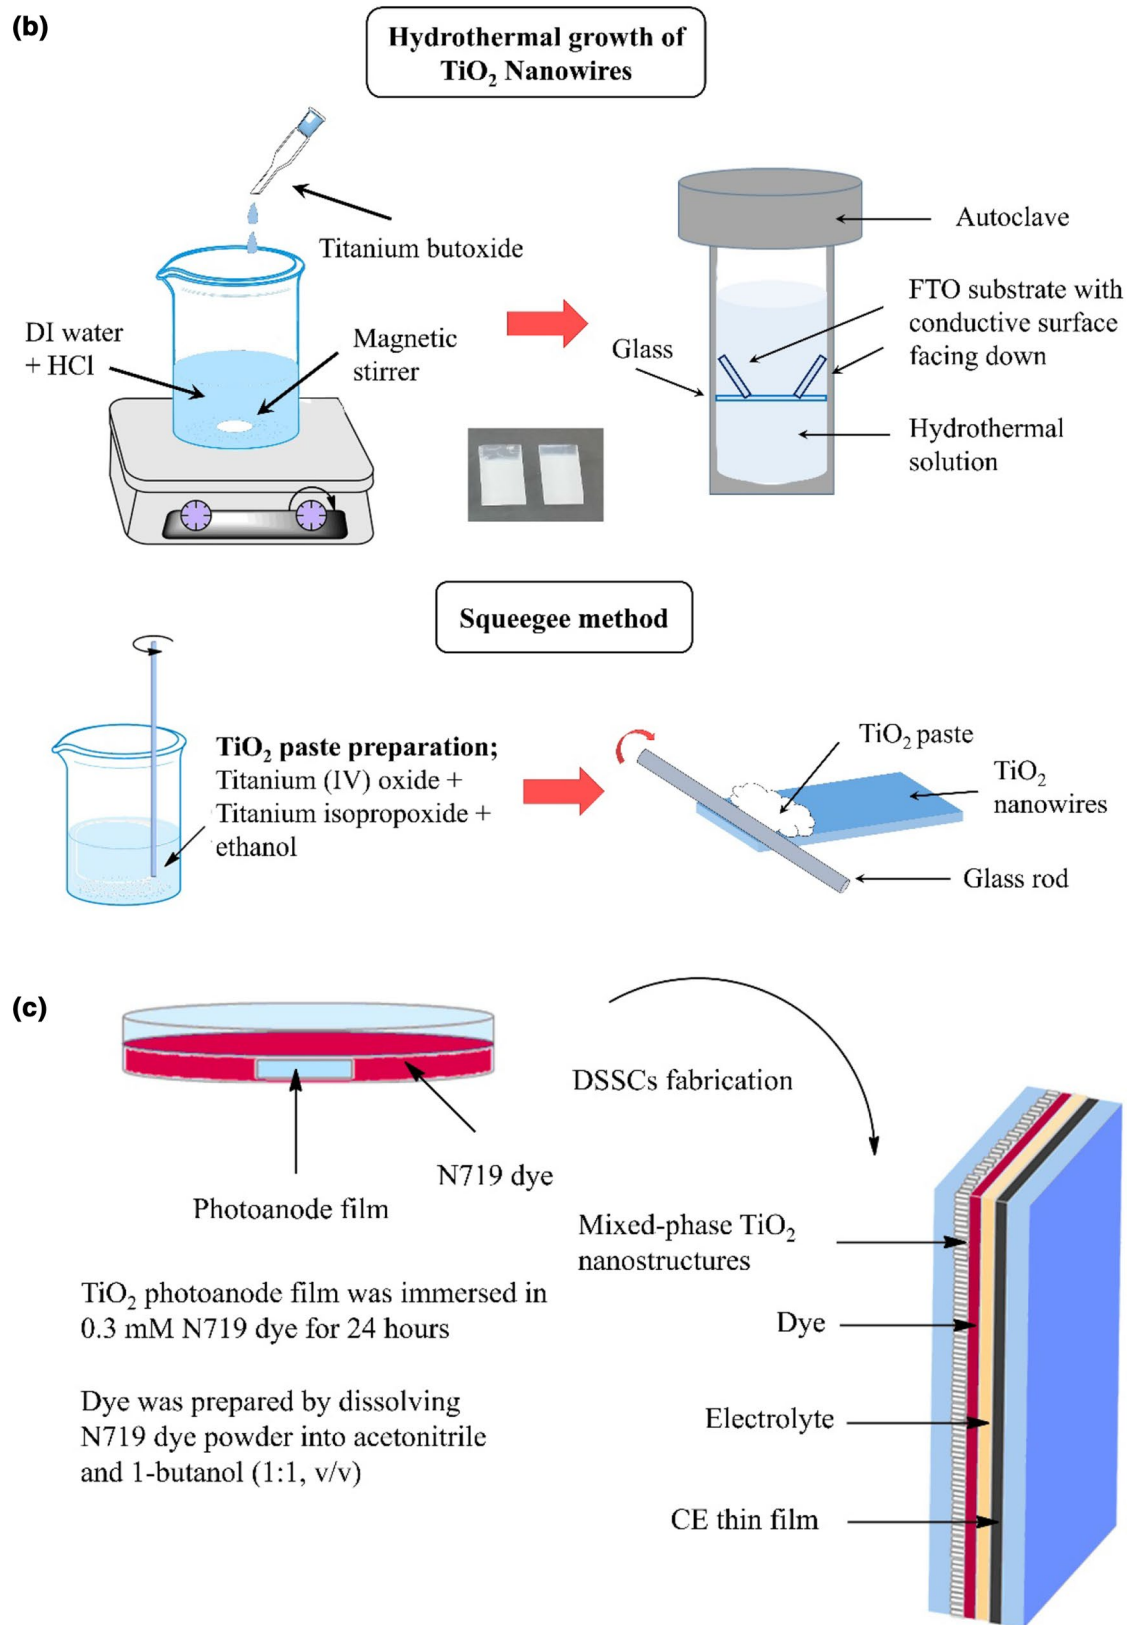 (b)
Hydrothermal growth of
TiO₂ Nanowires
Titanium butoxide
DI water
+ HCl
Magnetic
stirrer
Autoclave
FTO substrate with
conductive surface
facing down
Glass
Hydrothermal
solution
Squeegee method
TiO₂ paste preparation;
Titanium (IV) oxide +
Titanium isopropoxide +
ethanol
TiO₂ paste
TiO₂
nanowires
Glass rod
(c)
DSSCs fabrication
N719 dye
Photoanode film
Mixed-phase TiO₂
nanostructures
TiO₂ photoanode film was immersed in
0.3 mM N719 dye for 24 hours
Dye
Dye was prepared by dissolving
N719 dye powder into acetonitrile
and 1-butanol (1:1, v/v)
Electrolyte
CE thin film